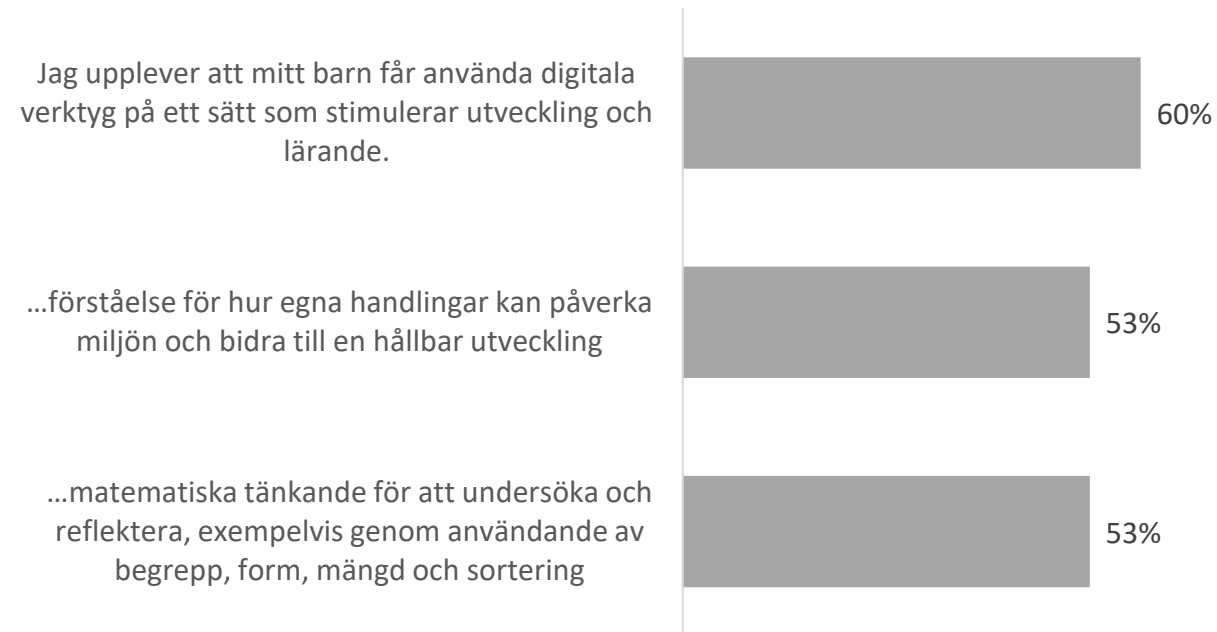 Jag upplever att mitt barn får använda digitala
verktyg på ett sätt som stimulerar utveckling och
lärande.
60%
…förståelse för hur egna handlingar kan påverka
miljön och bidra till en hållbar utveckling
53%
…matematiska tänkande för att undersöka och
reflektera, exempelvis genom användande av
begrepp, form, mängd och sortering
53%